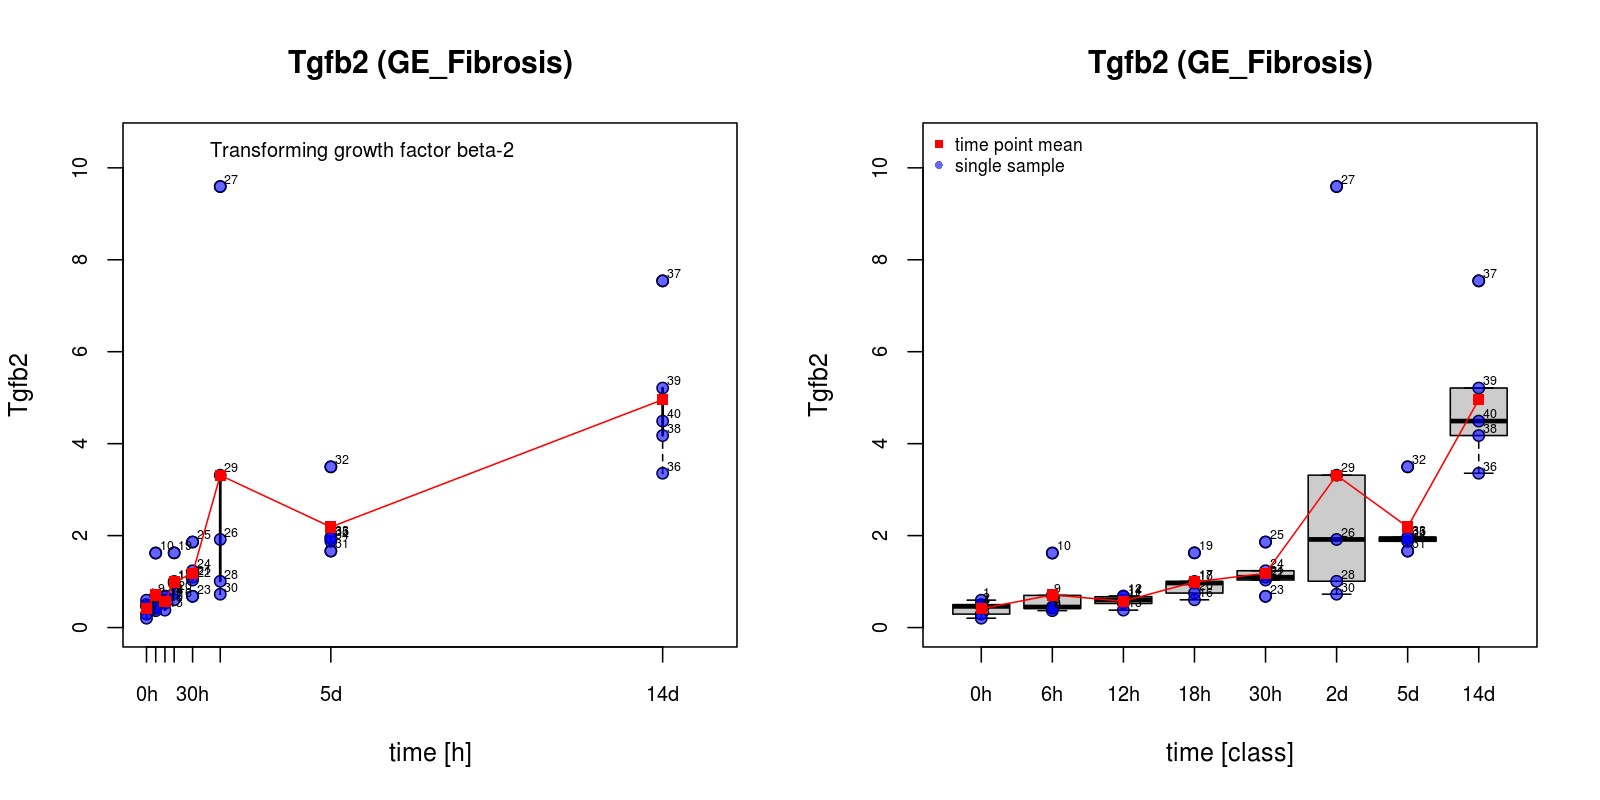 Tgfb2 (GE_Fibrosis)
Transforming growth factor beta-2
Tgfb2
0
2
4
6
8
10
27
29
26
28
30
32
31
37
39
40
38
36
10
19
9
25
24
22
23
0h
30h
5d
14d
time [h]
Tgfb2 (GE_Fibrosis)
time point mean
single sample
Tgfb2
0
2
4
6
8
10
1
10
9
19
25
24
23
27
29
26
28
30
32
31
37
39
40
38
36
0h
6h
12h
18h
30h
2d
5d
14d
time [class]